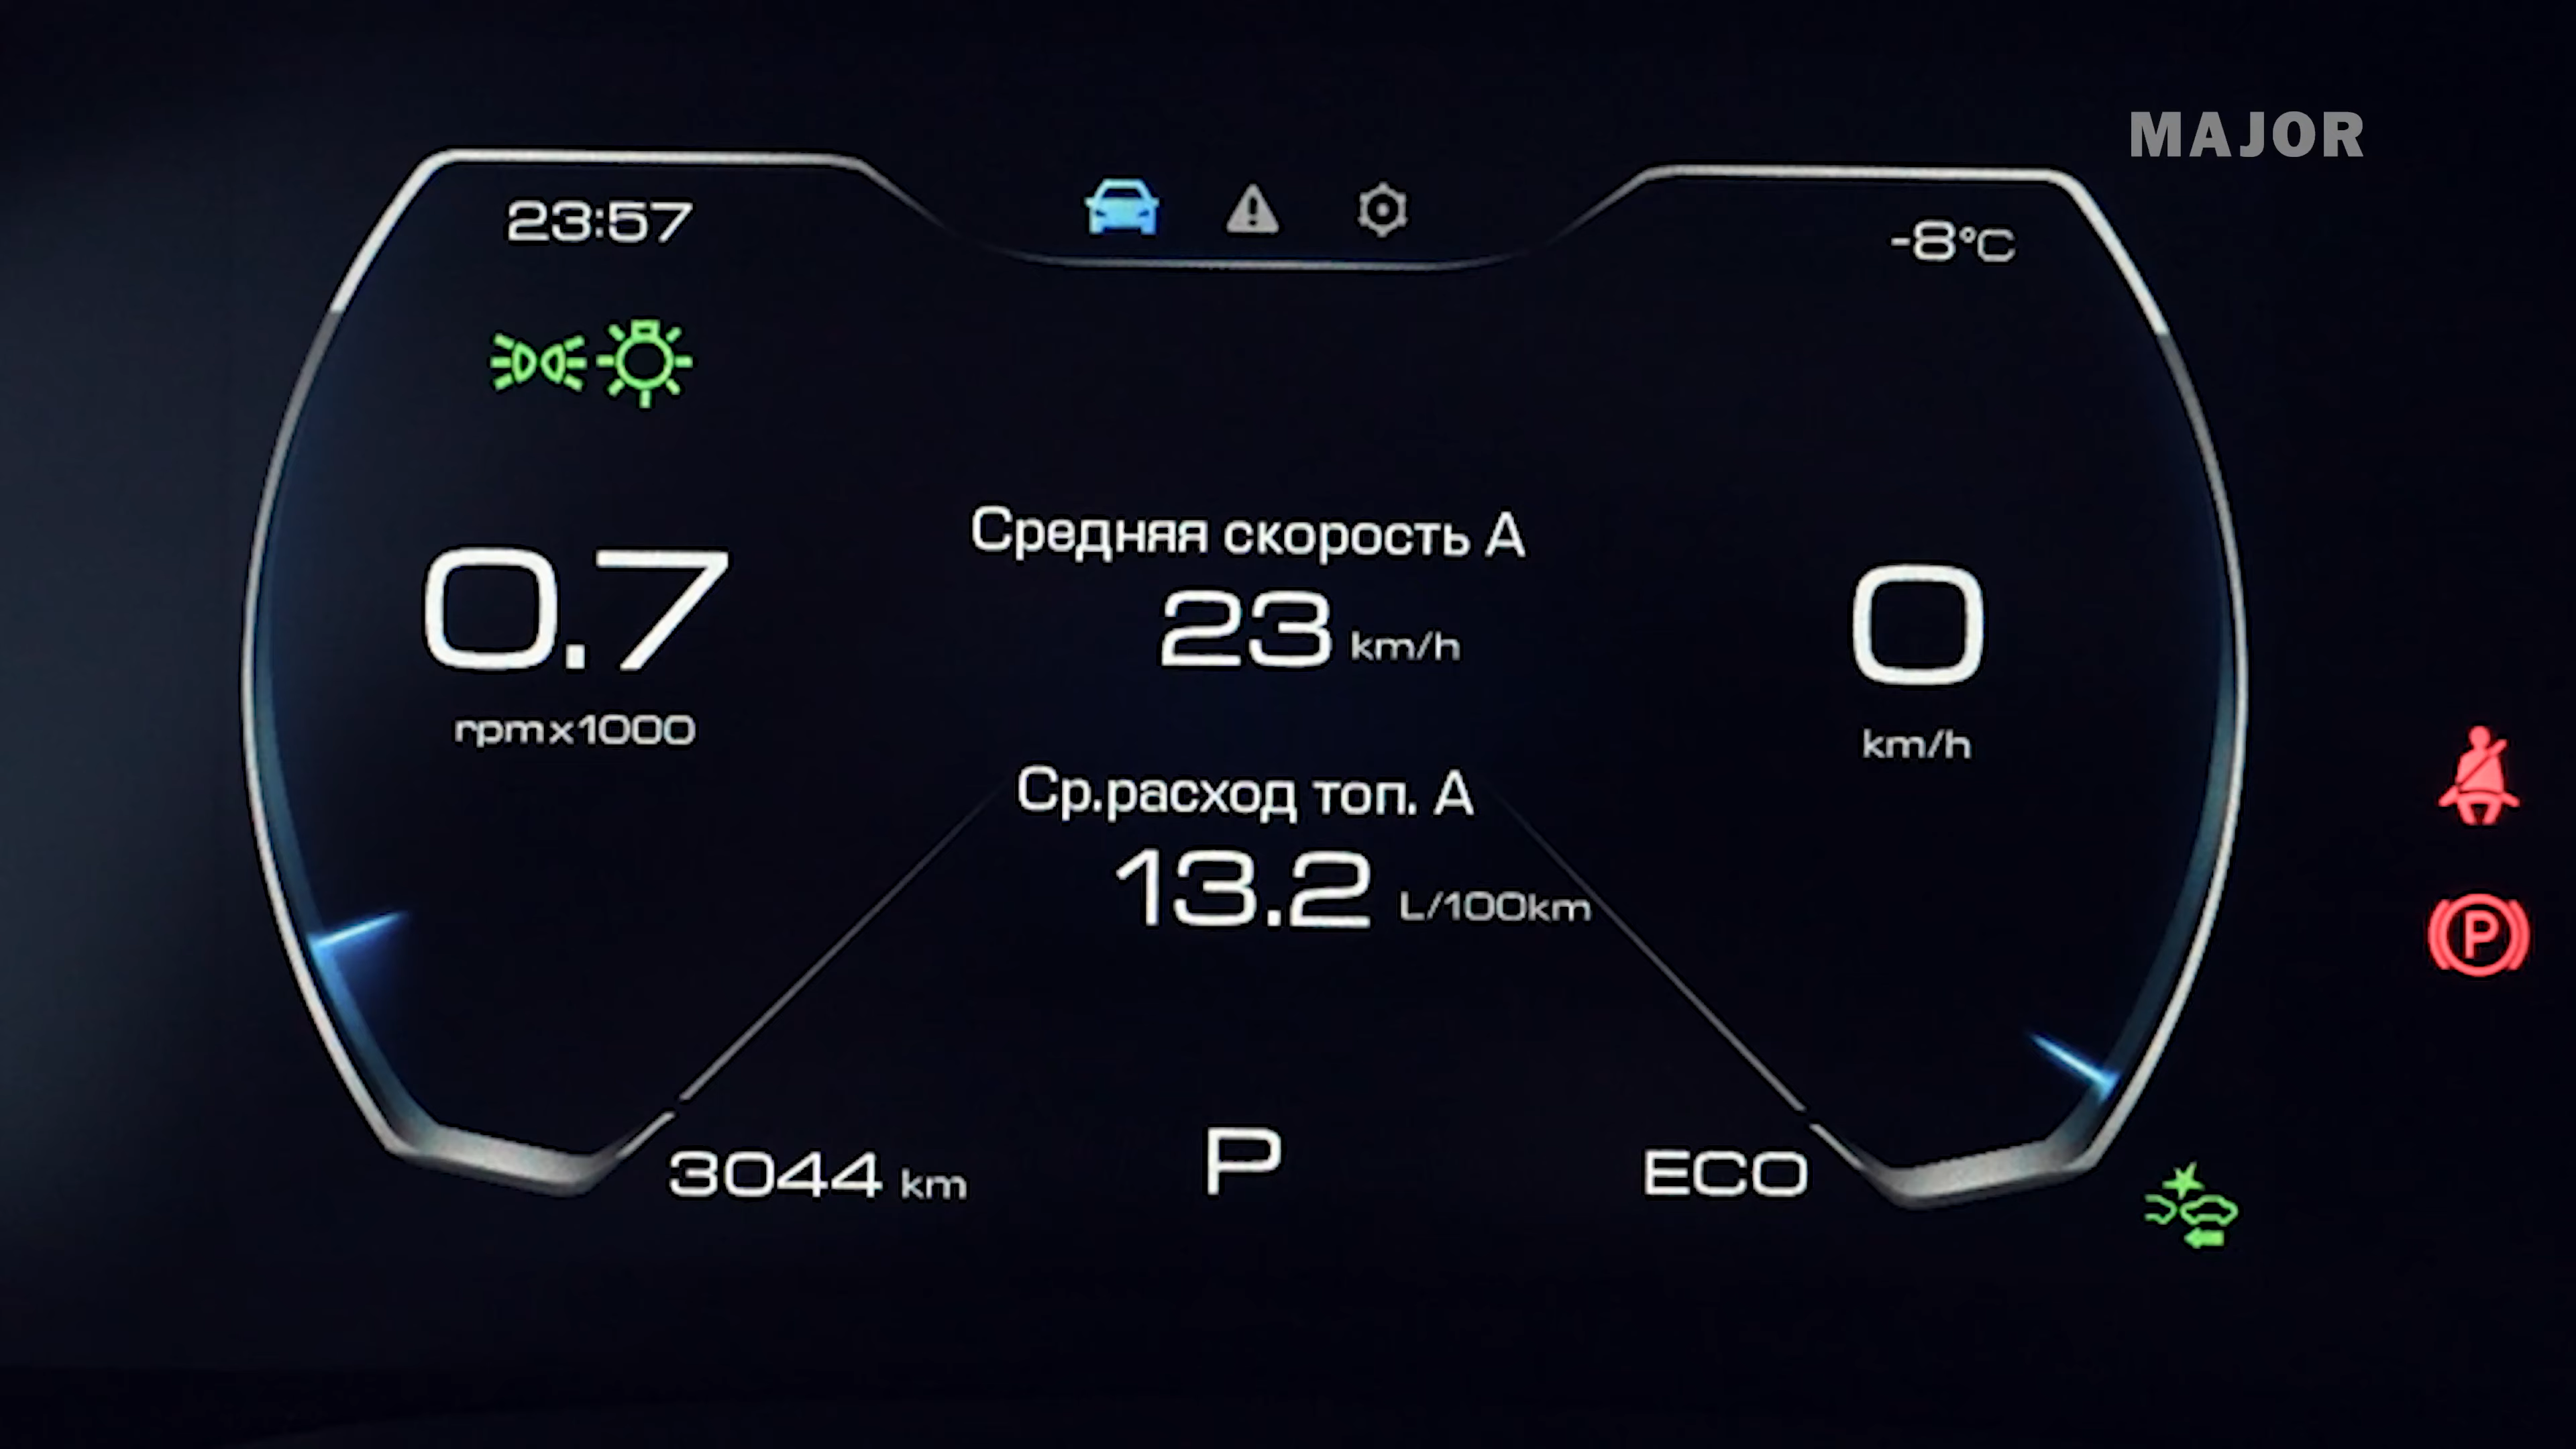 MAJOR
23:57
-8°C
0.7
rpmx1000
Средняя скорость A
23 km/h
0
km/h
Ср.расход топ. A
13.2 L/100km
P
3044 km
P
ECO